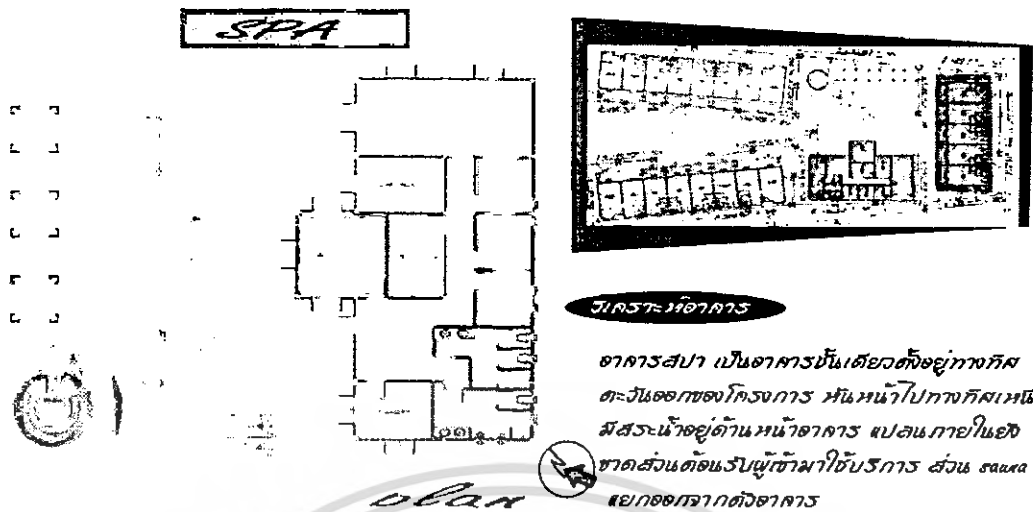 SPA
วิเคราะห์อาคาร
อาคารสปา เป็นอาคารชั้นเดียวตั้งอยู่ทางทิศ
ตะวันออกของโครงการ หันหน้าไปทางทิศเหนื
มีสระน้ำอยู่ด้านหน้าอาคาร แปลนภายในยัง
ขาดส่วนต้อนรับผู้เข้ามาใช้บริการ ส่วน sauna
แยกออกจากตัวอาคาร
plan